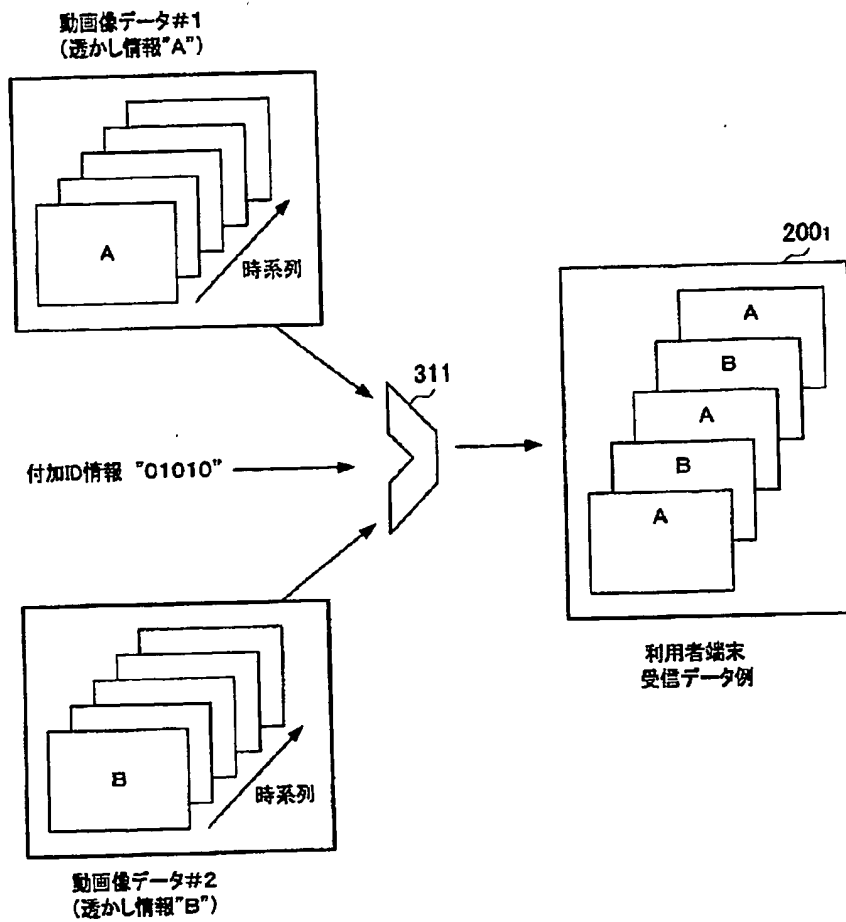 動画像データ#1
(透かし情報"A")
A
時系列
311
付加ID情報 "01010"
B
時系列
動画像データ#2
(透かし情報"B")
200₁
A
B
A
B
A
利用者端末
受信データ例